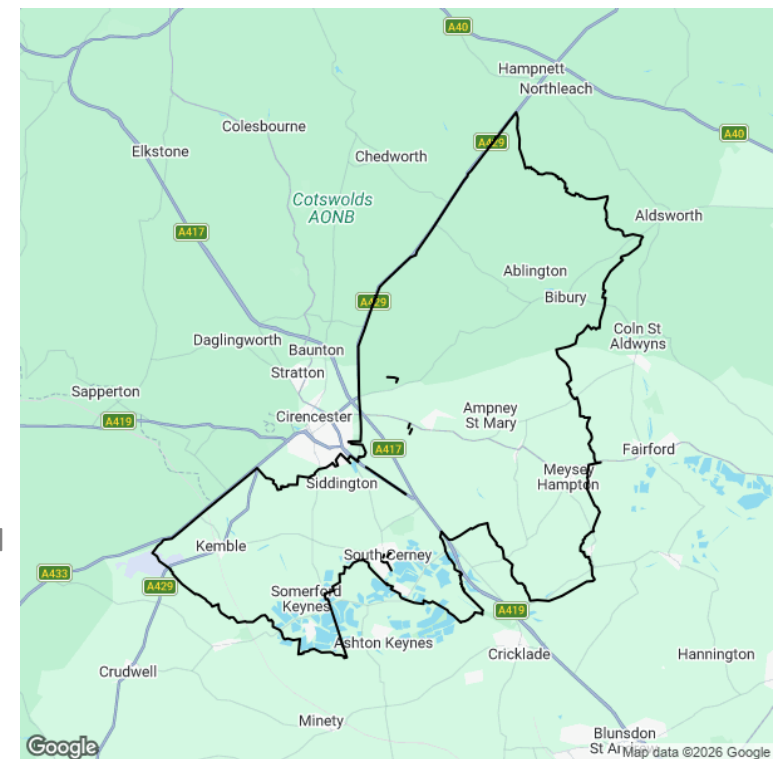 A40
Hampnett
Northleach
Colesbourne
A40
Elkstone
Chedworth
A429
Cotswolds
AONB
Aldsworth
A417
Ablington
Bibury
A429
Coln St
Aldwyns
Daglingworth
Baunton
Stratton
Sapperton
Ampney
St Mary
Cirencester
A419
A417
Fairford
Siddington
Meysey
Hampton
Kemble
South Cerney
A433
A429
Somerford
Keynes
A419
Ashton Keynes
Cricklade
Hannington
Crudwell
Minety
Blunsdon
St Andrew
Google
Map data ©2026 Google